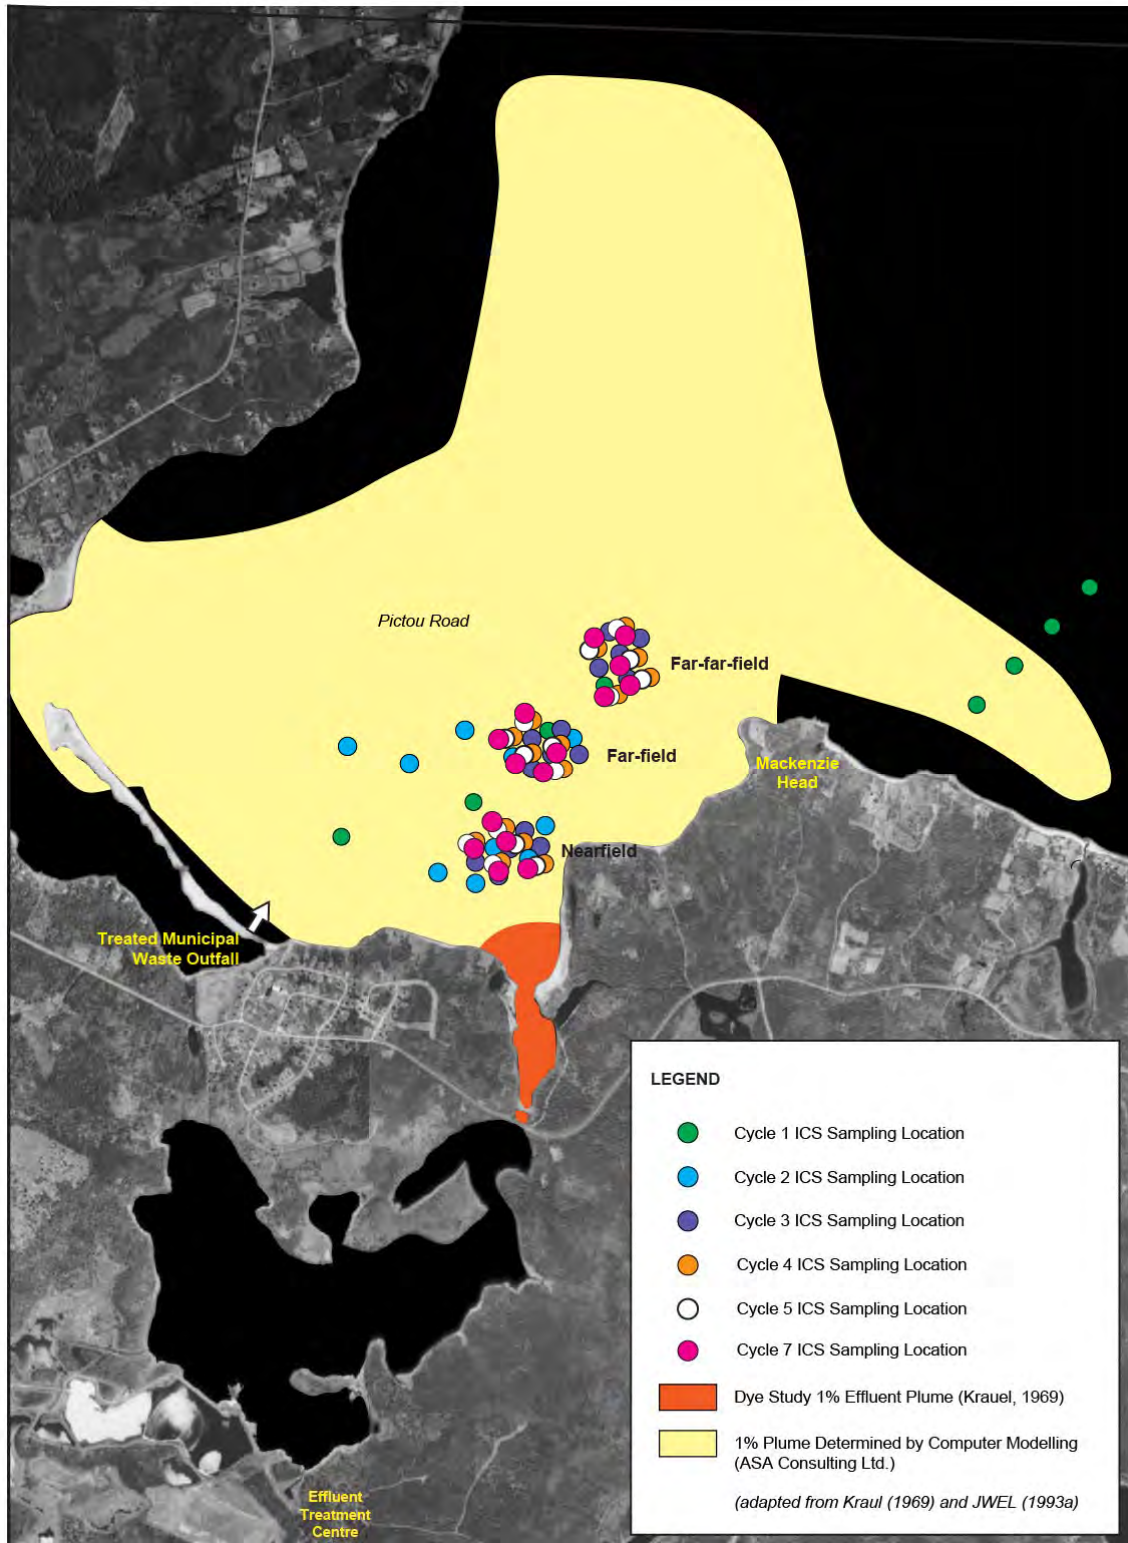 Pictou Road
Far-far-field
Far-field
Mackenzie
Head
Nearfield
Treated Municipal
Waste Outfall
LEGEND
Cycle 1 ICS Sampling Location
Cycle 2 ICS Sampling Location
Cycle 3 ICS Sampling Location
Cycle 4 ICS Sampling Location
Cycle 5 ICS Sampling Location
Cycle 7 ICS Sampling Location
Dye Study 1% Effluent Plume (Krauel, 1969)
1% Plume Determined by Computer Modelling
(ASA Consulting Ltd.)
(adapted from Kraul (1969) and JWEL (1993a)
Effluent
Treatment
Centre